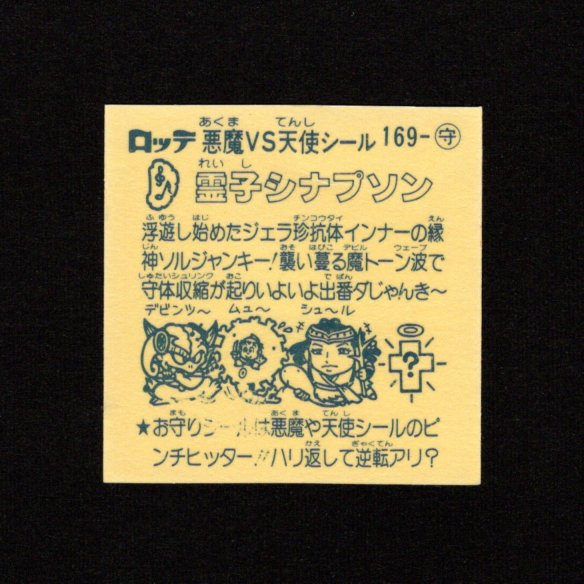 ロッテ 悪魔VS天使シール 169-守
あくま てんし
霊子シナプソン
れいし
ふゆう はじ チンコウタイ えん
浮遊し始めたジェラ珍抗体インナーの縁
じん おそ はびこ デビル ウェーブ
神ソルジャンキー!襲い蔓る魔トーン波で
しゅたいシュリンク おこ でばん
守体収縮が起りいよいよ出番ダじゃんき〜
デビンツ〜 ムュ〜 シュ〜ル
?
まも あくま てんし
★お守りシールは悪魔や天使シールのピ
かえ ぎゃくてん
ンチヒッター!!ハリ返して逆転アリ?